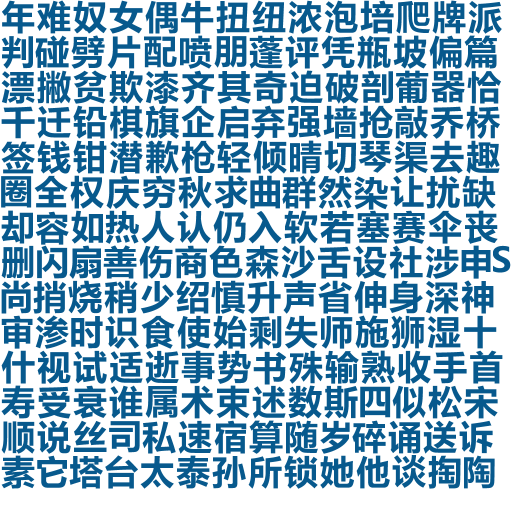 年难奴女偶牛扭纽浓泡培爬牌派
判碰劈片配喷朋蓬评凭瓶坡偏篇
漂撇贫欺漆齐其奇迫破剖葡器恰
千迁铅棋旗企启弃强墙抢敲乔桥
签钱钳潜歉枪轻倾晴切琴渠去趣
圈全权庆穷秋求曲群然染让扰缺
却容如热人认仍入软若塞赛伞丧
删闪扇善伤商色森沙舌设社涉申S
尚捎烧稍少绍慎升声省伸身深神
审渗时识食使始剩失师施狮湿十
什视试适逝事势书殊输熟收手首
寿受衰谁属术束述数斯四似松宋
顺说丝司私速宿算随岁碎诵送诉
素它塔台太泰孙所锁她他谈掏陶